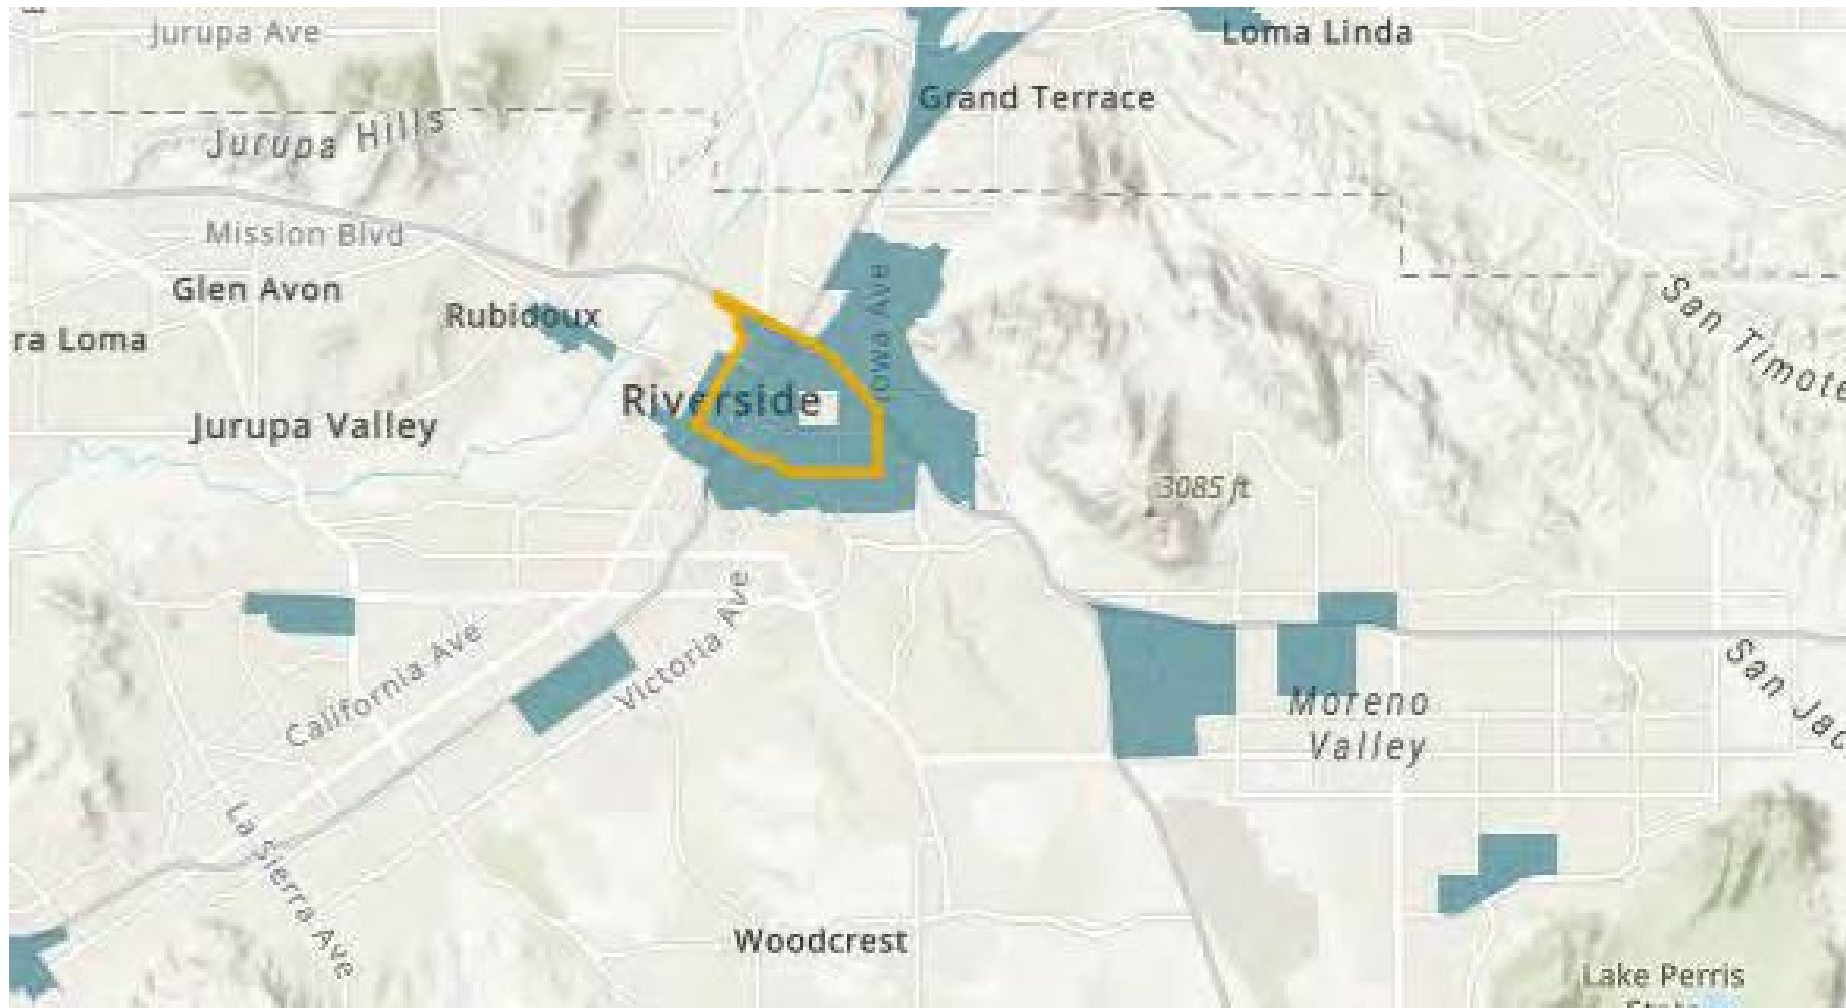 Jurupa Ave
Loma Linda
Grand Terrace
Jurupa Hills
Mission Blvd
Glen Avon
Rubidoux
ra Loma
Iowa Ave
San Timote
Riverside
Jurupa Valley
3085 ft
California Ave
Victoria Ave
San Jac
Moreno
Valley
La Sierra Ave
Woodcrest
Lake Perris